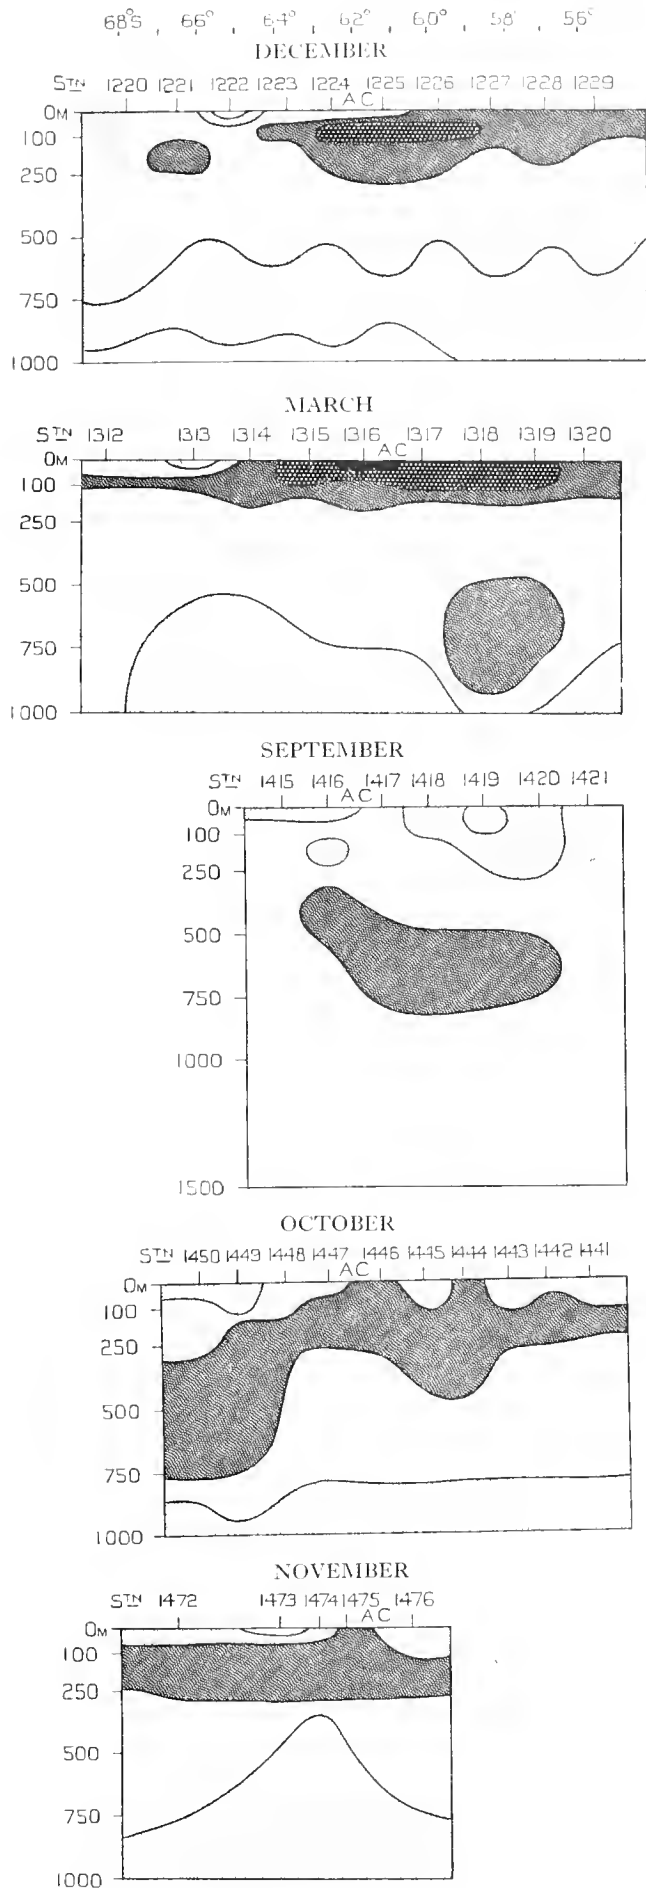 68°S 66° 64° 62° 60° 58° 56°
DECEMBER
STN 1220 1221 1222 1223 1224 1225 1226 1227 1228 1229
AC
0M
100
250
500
750
1000
MARCH
STN 1312 1313 1314 1315 1316 1317 1318 1319 1320
AC
0M
100
250
500
750
1000
SEPTEMBER
STN 1415 1416 1417 1418 1419 1420 1421
AC
0M
100
250
500
750
1000
1500
OCTOBER
STN 1450 1449 1448 1447 1446 1445 1444 1443 1442 1441
AC
0M
100
250
500
750
1000
NOVEMBER
STN 1472 1473 1474 1475 1476
AC
0M
100
250
500
750
1000